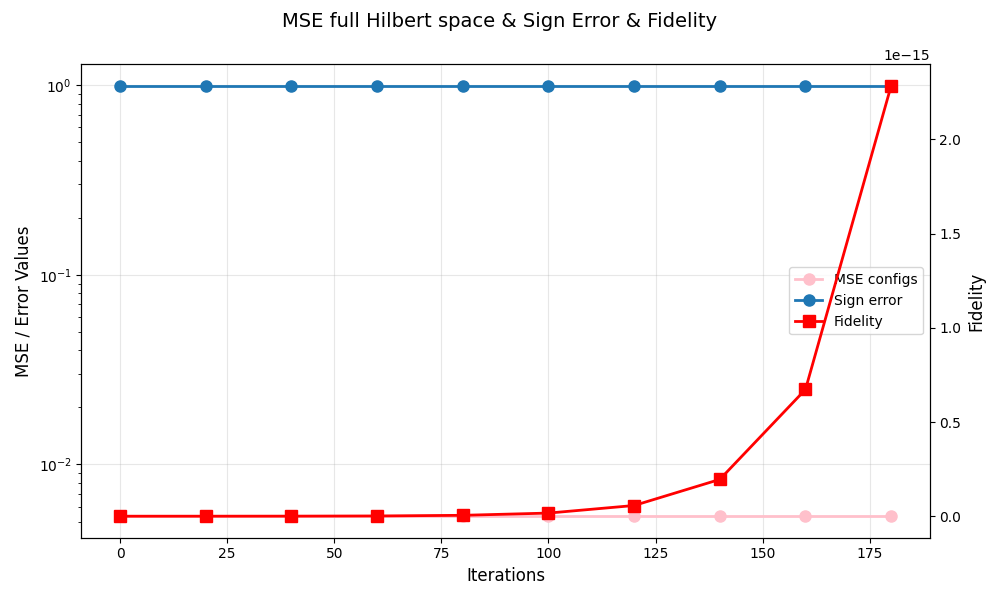 MSE full Hilbert space & Sign Error & Fidelity
1e−15
MSE / Error Values
10⁰
10⁻¹
10⁻²
2.0
1.5
1.0
0.5
0.0
Fidelity
MSE configs
Sign error
Fidelity
0 25 50 75 100 125 150 175
Iterations